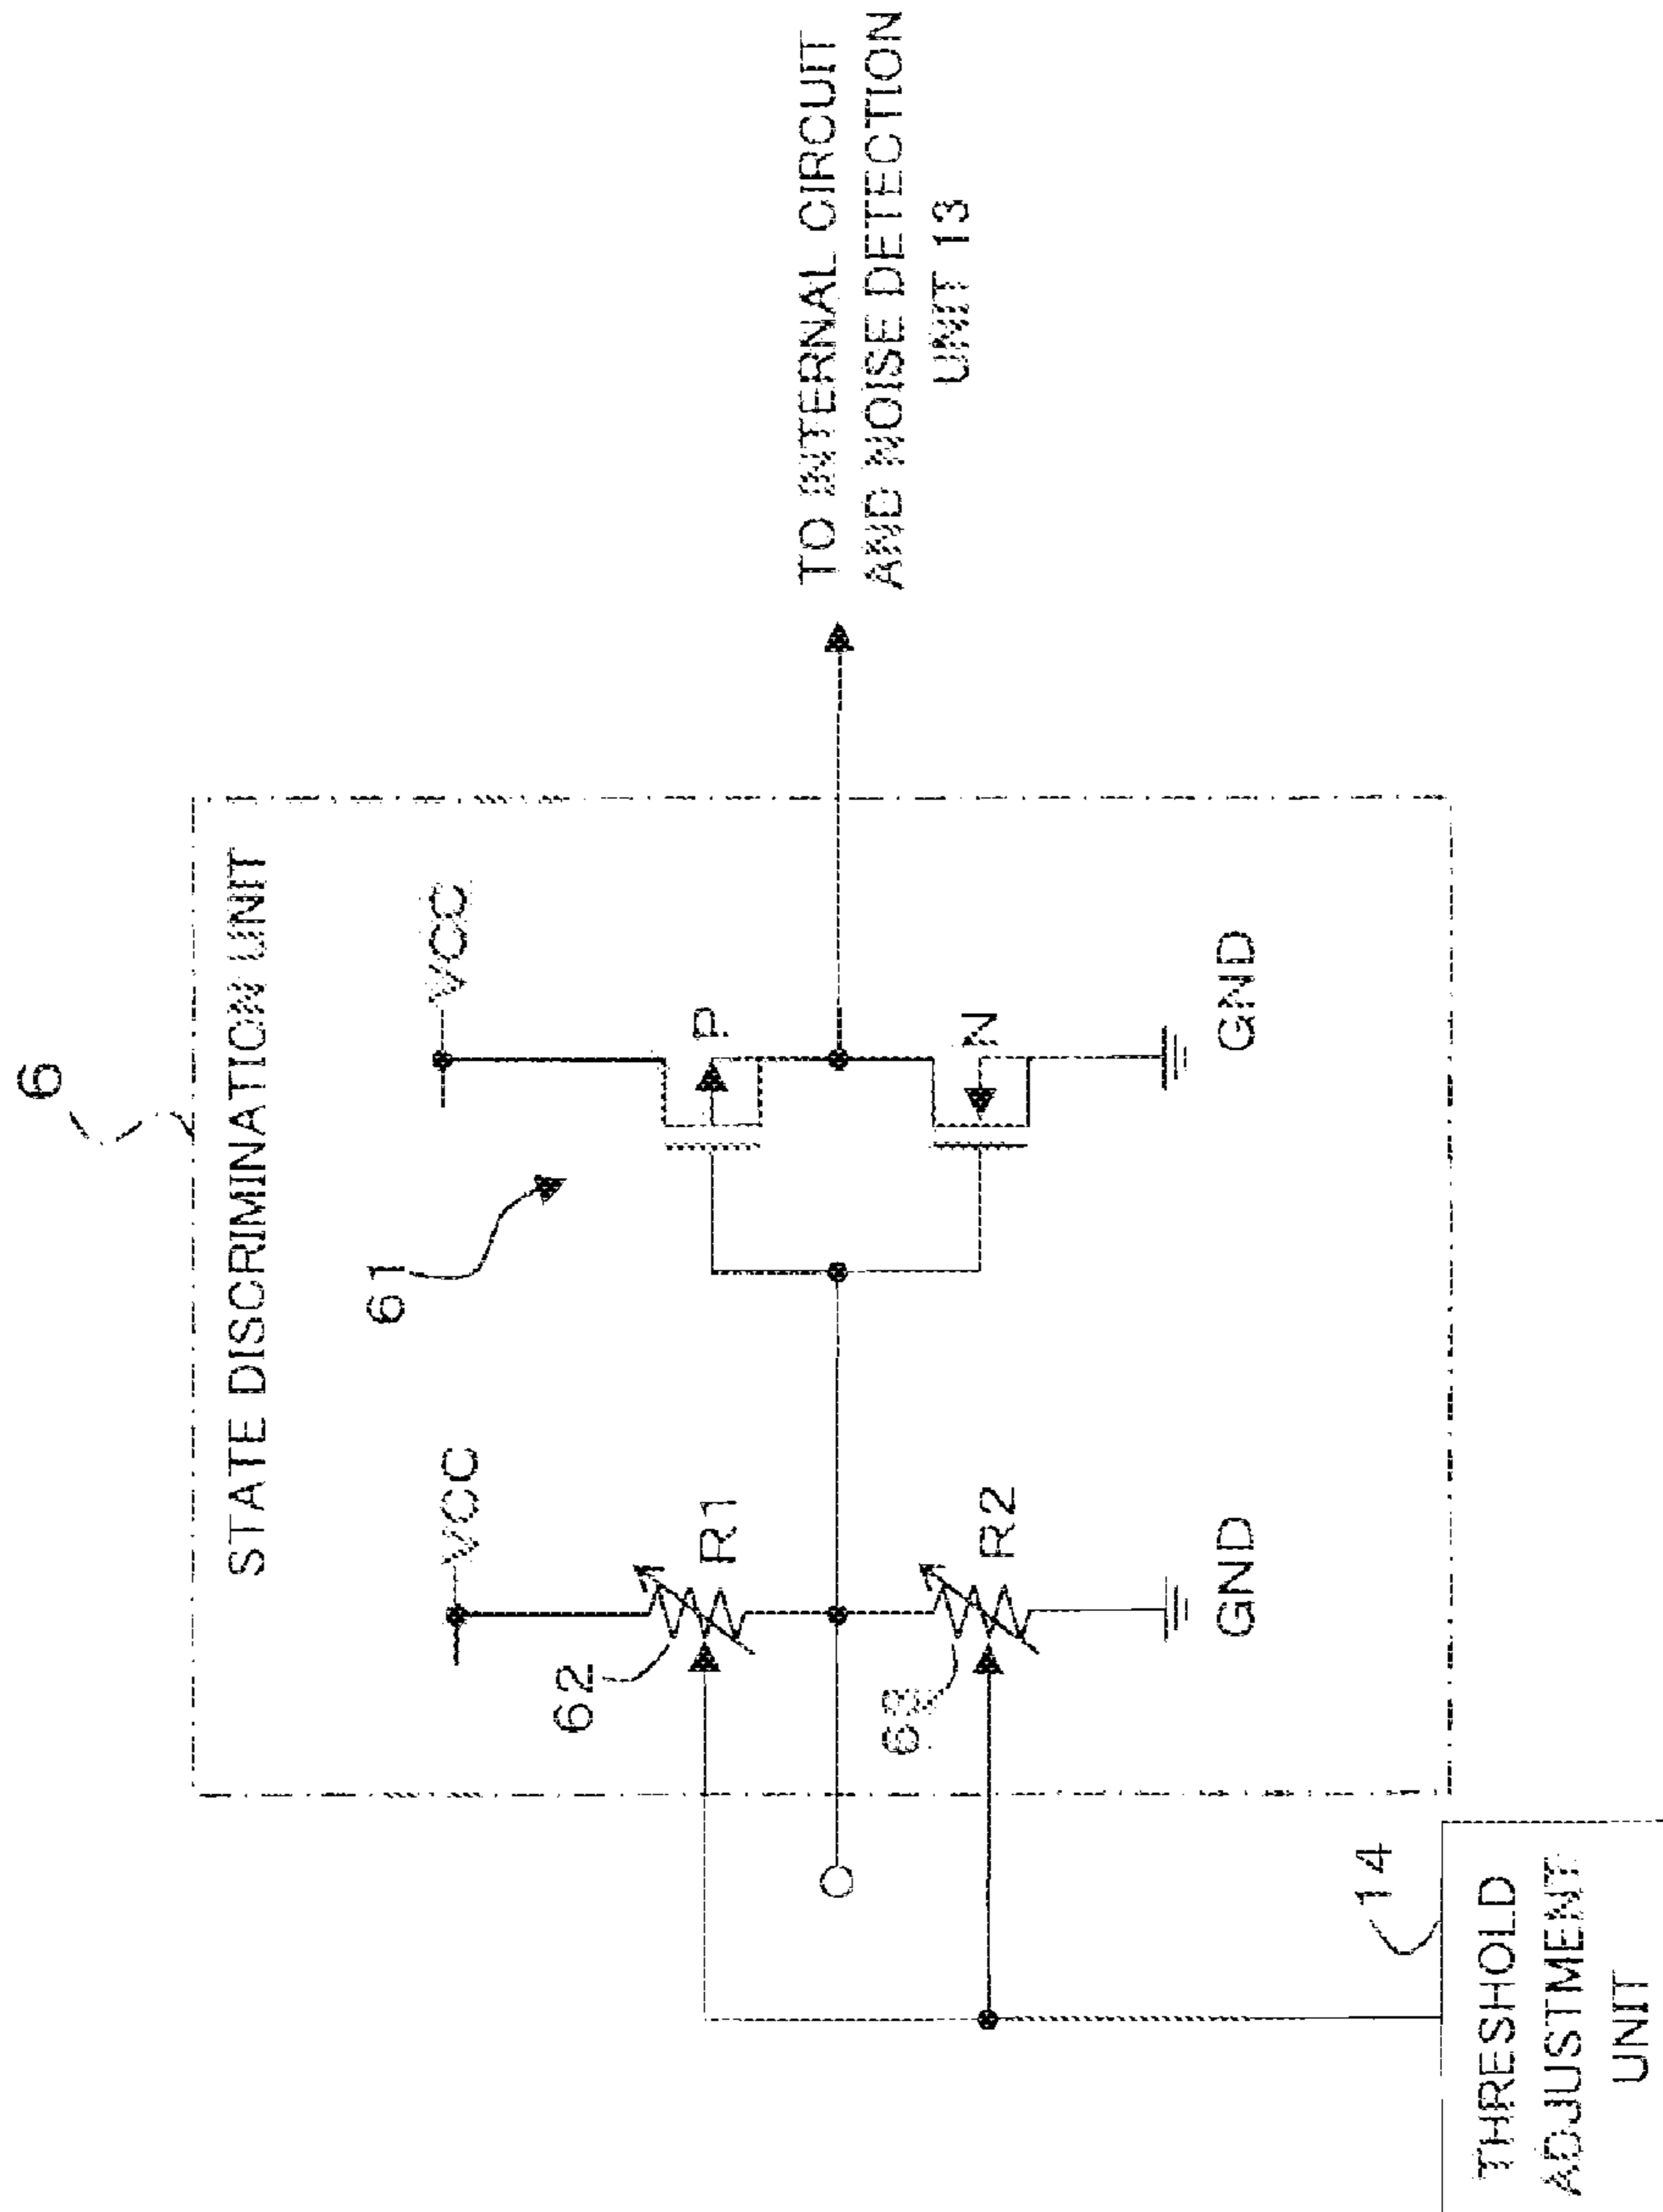 6
STATE DISCRIMINATION UNIT
VCC
VCC
61
62
R1
P
TO INTERNAL CIRCUIT
AND NOISE DETECTION
UNIT 13
63
R2
N
GND
GND
14
THRESHOLD
ADJUSTMENT
UNIT